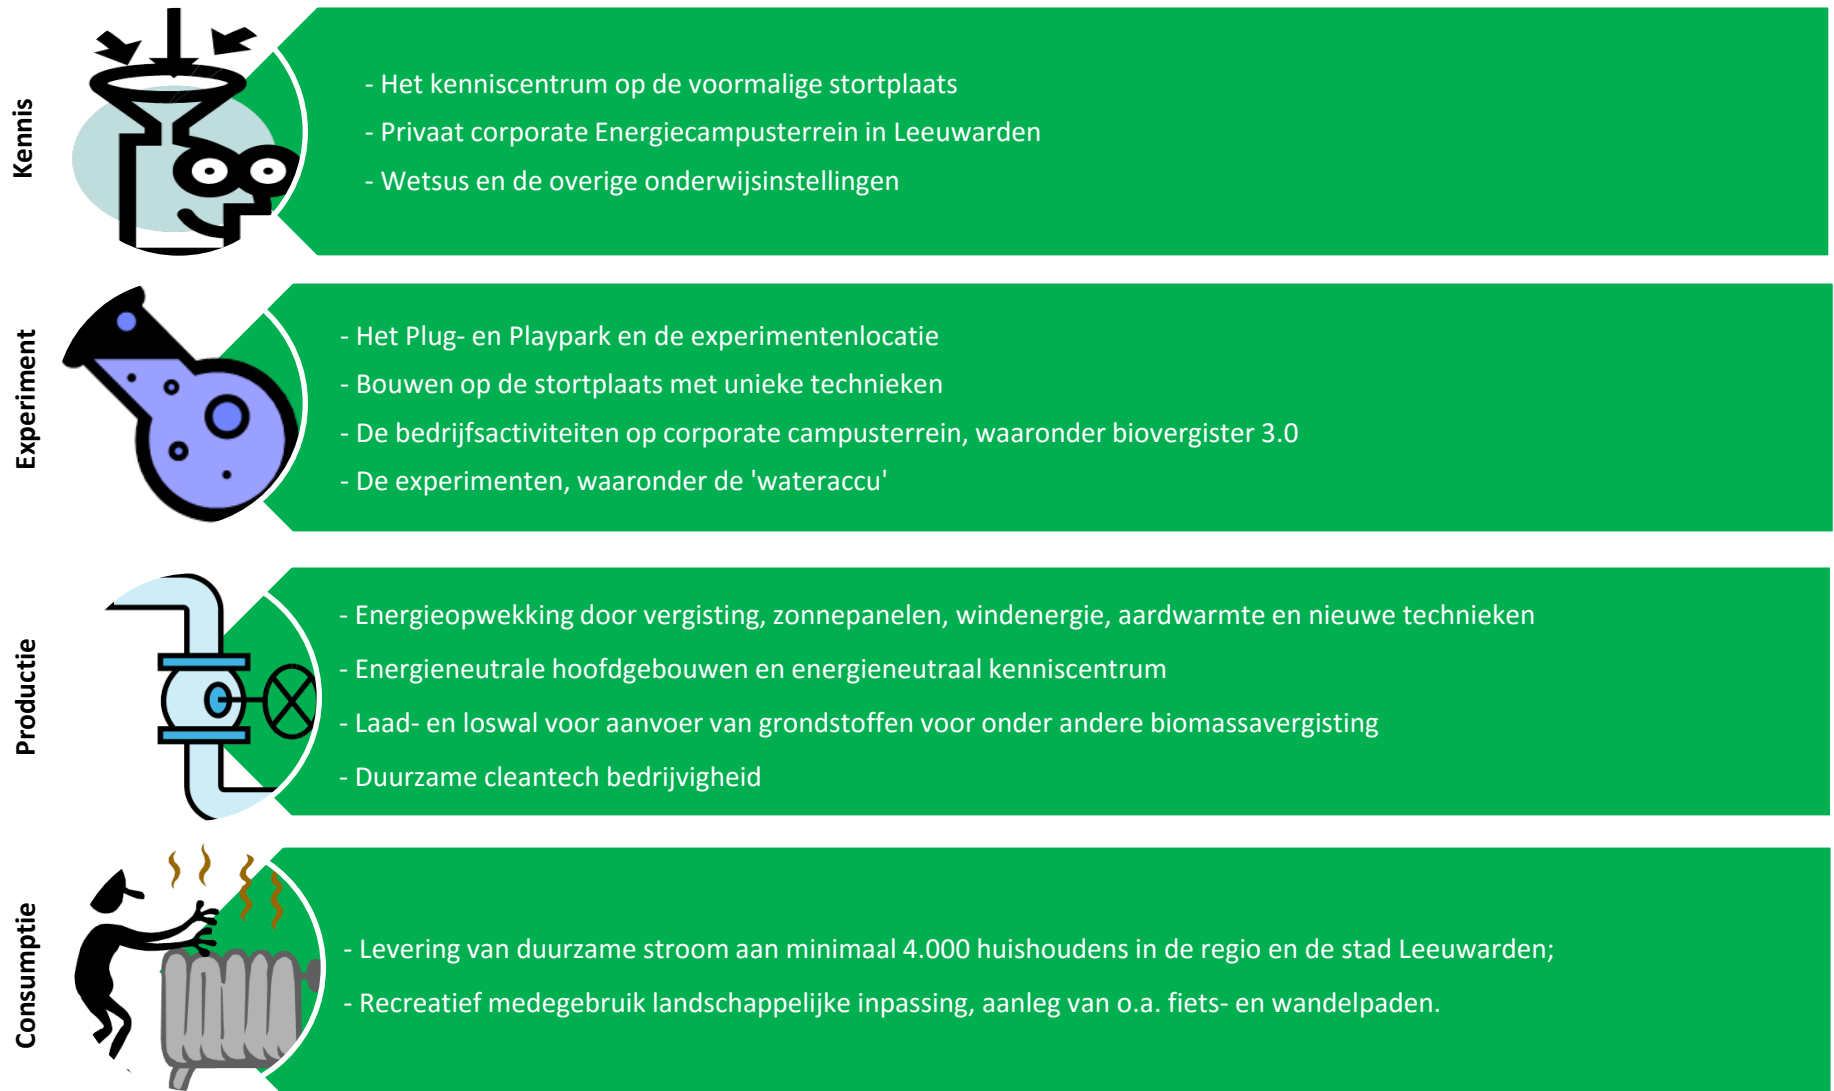 Kennis
- Het kenniscentrum op de voormalige stortplaats
- Privaat corporate Energiecampusterrein in Leeuwarden
- Wetsus en de overige onderwijsinstellingen
Experiment
- Het Plug- en Playpark en de experimentenlocatie
- Bouwen op de stortplaats met unieke technieken
- De bedrijfsactiviteiten op corporate campusterrein, waaronder biovergister 3.0
- De experimenten, waaronder de 'wateraccu'
Productie
- Energieopwekking door vergisting, zonnepanelen, windenergie, aardwarmte en nieuwe technieken
- Energieneutrale hoofdgebouwen en energieneutraal kenniscentrum
- Laad- en loswal voor aanvoer van grondstoffen voor onder andere biomassavergisting
- Duurzame cleantech bedrijvigheid
Consumptie
- Levering van duurzame stroom aan minimaal 4.000 huishoudens in de regio en de stad Leeuwarden;
- Recreatief medegebruik landschappelijke inpassing, aanleg van o.a. fiets- en wandelpaden.